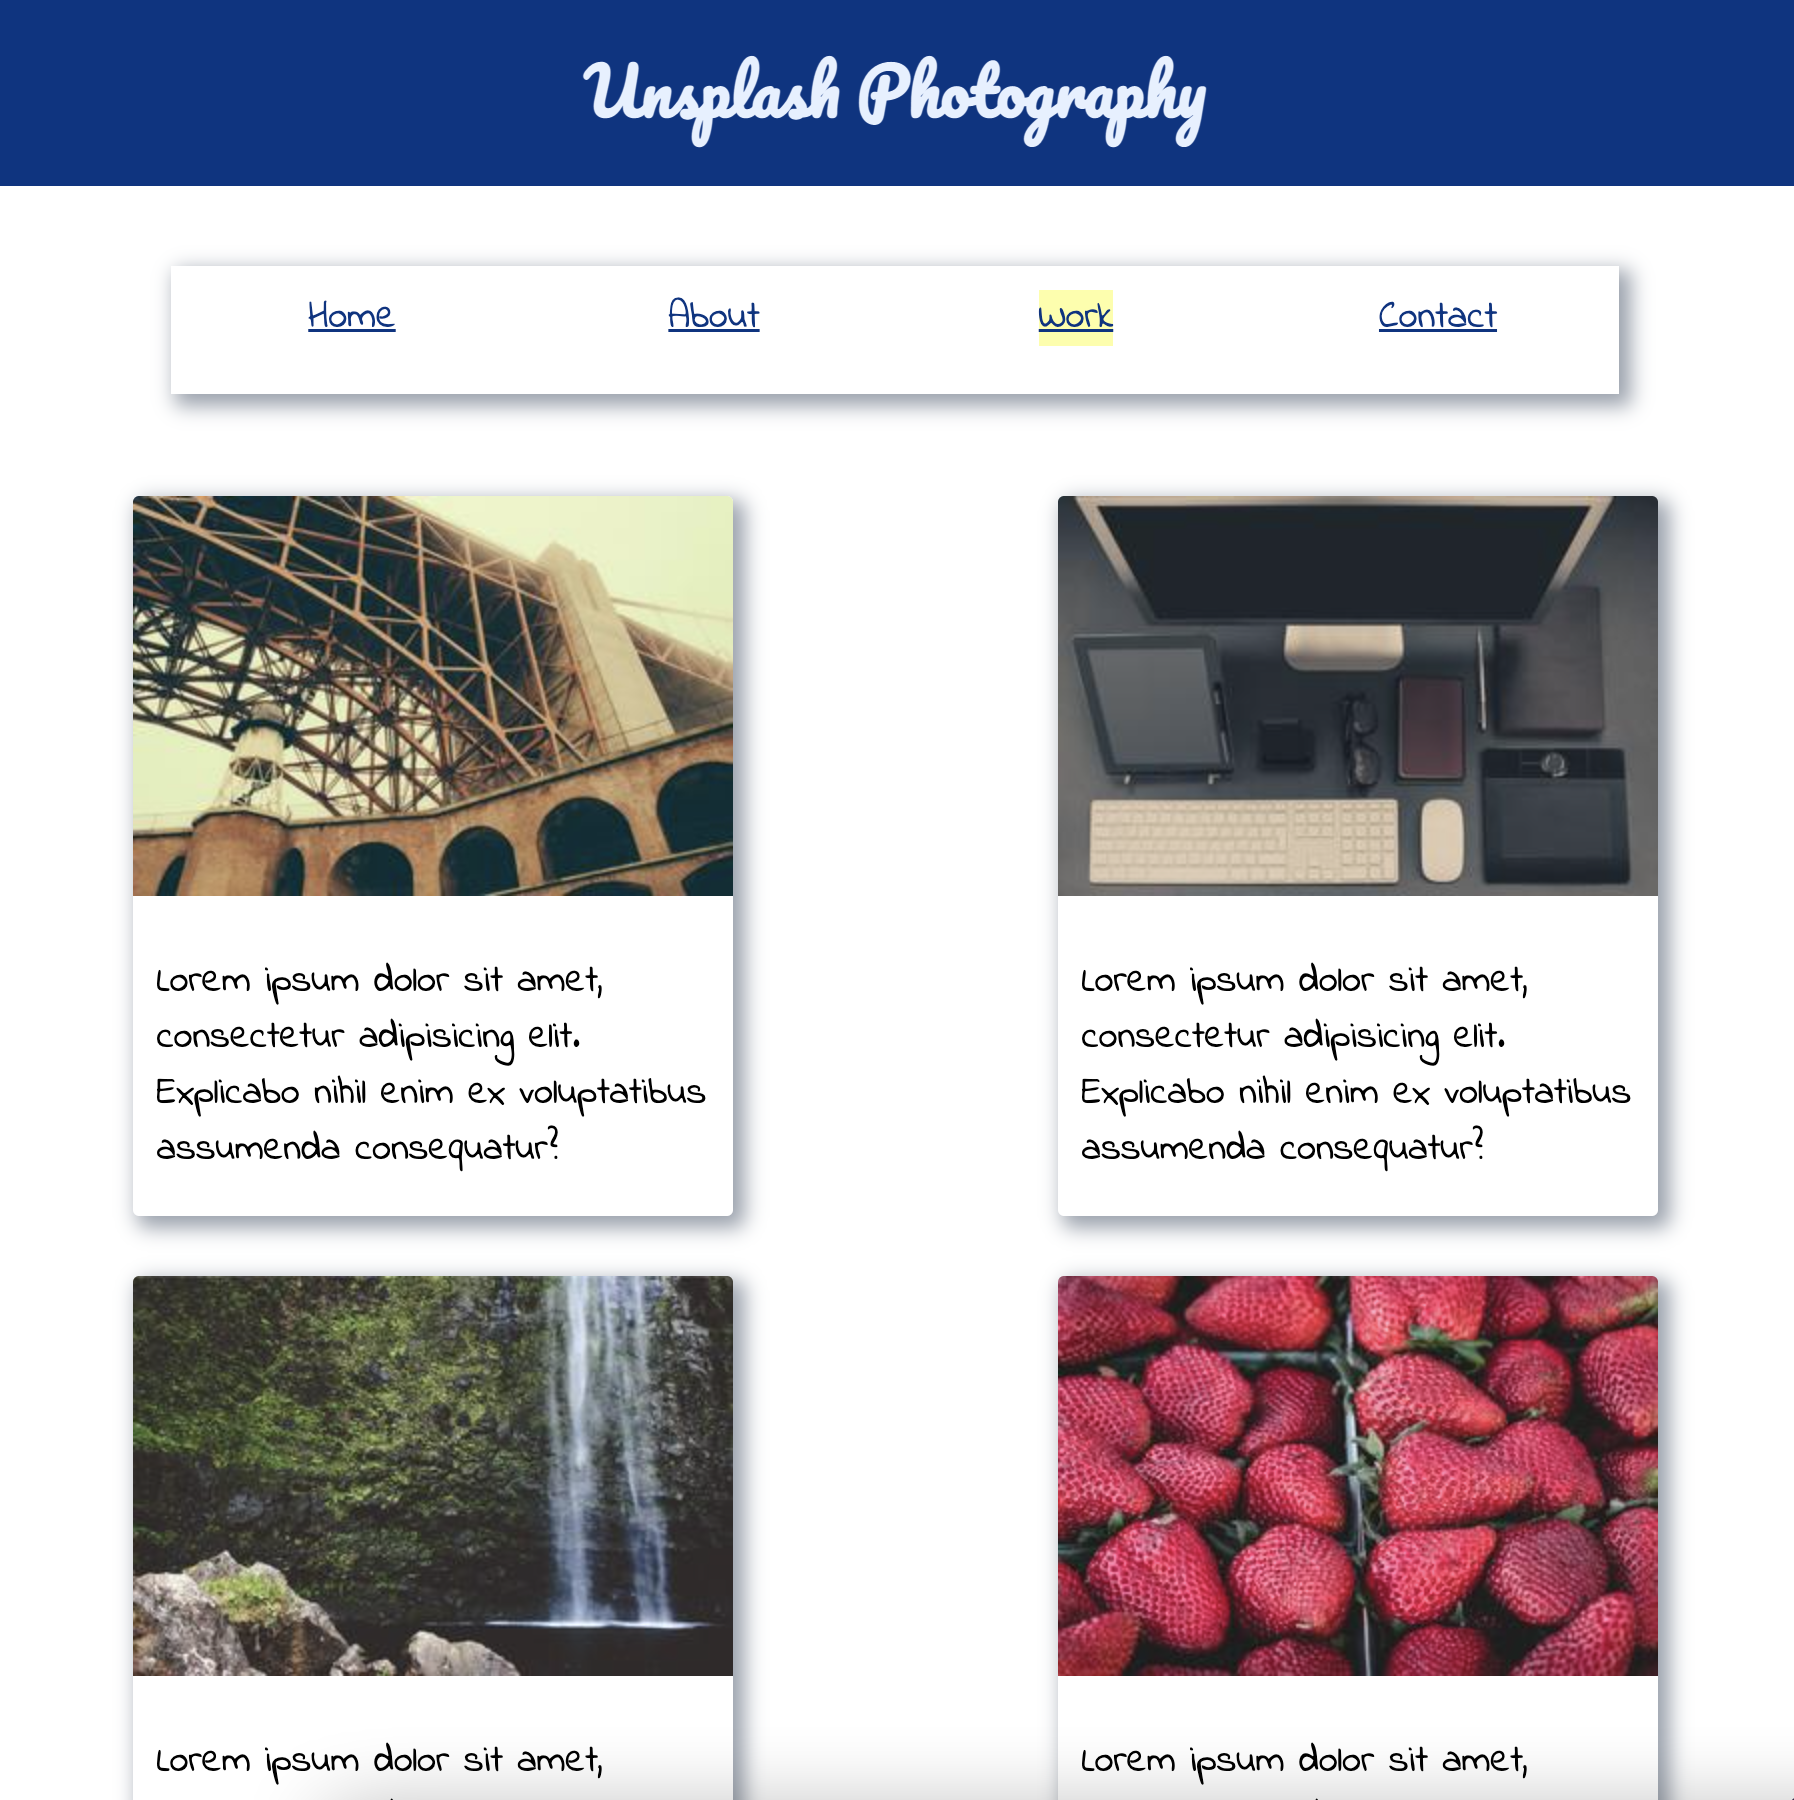 Unsplash Photography
Home About Work Contact
Lorem ipsum dolor sit amet,
consectetur adipisicing elit.
Explicabo nihil enim ex voluptatibus
assumenda consequatur?
Lorem ipsum dolor sit amet,
consectetur adipisicing elit.
Explicabo nihil enim ex voluptatibus
assumenda consequatur?
Lorem ipsum dolor sit amet,
Lorem ipsum dolor sit amet,